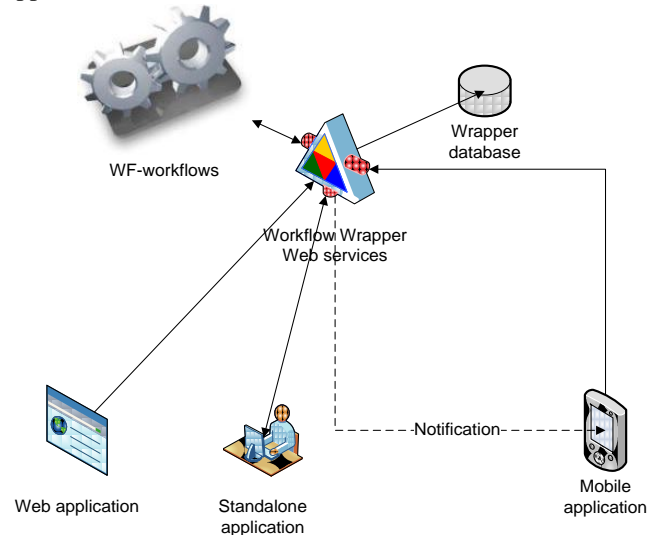 Wrapper
database
WF-workflows
Workflow Wrapper
Web services
Notification
Web application
Standalone
application
Mobile
application